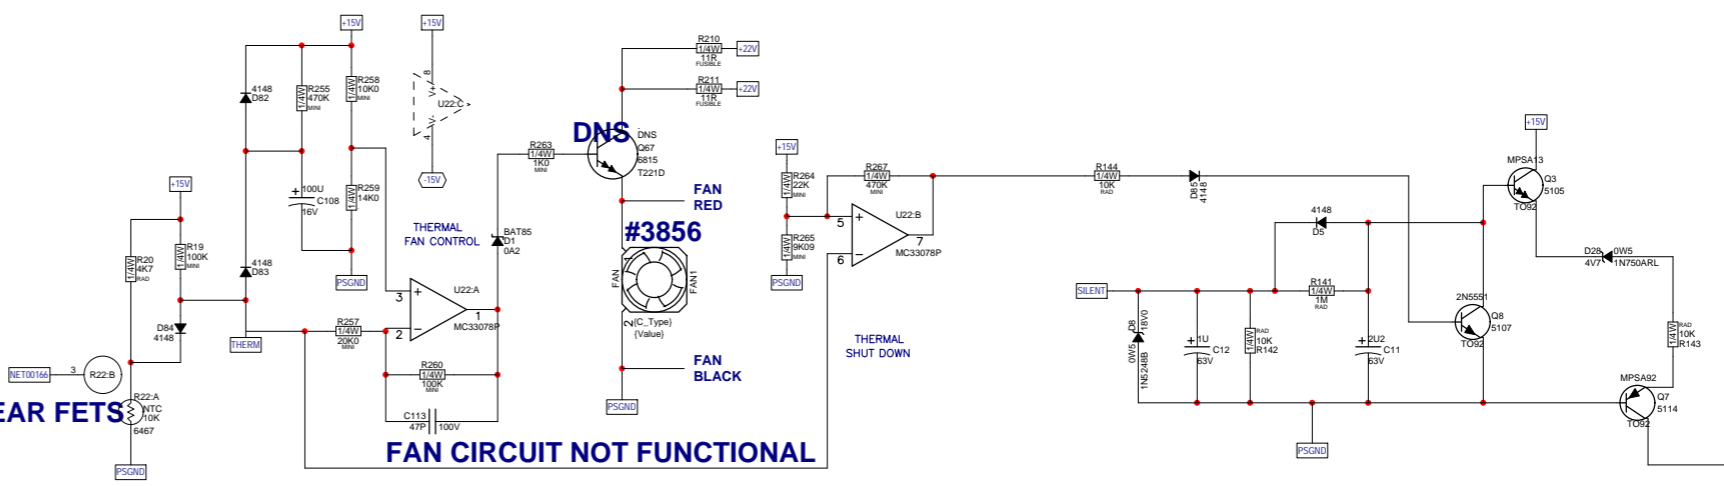 +15V
R20
1/4W
4K7
RAD
R19
1/4W
100K
MINI
D84
4148
NET00166
3
R22:B
EAR FETS
R22:A
NTC
10K
6467
PSGND
4148
D82
4148
D83
THERM
+15V
R255
1/4W
470K
MINI
R258
1/4W
10K0
MINI
+
100U
C108
16V
R259
1/4W
14K0
MINI
PSGND
+15V
8
V+
U22:C
V-
4
-15V
THERMAL
FAN CONTROL
R257
1/4W
20K0
MINI
3
+
2
−
U22:A
1
MC33078P
R260
1/4W
100K
MINI
C113
47P
100V
BAT85
D1
0A2
R263
1/4W
1K0
MINI
DNS
DNS
Q67
6815
T221D
R210
1/4W
11R
FUSIBLE
+22V
R211
1/4W
11R
FUSIBLE
+22V
FAN
RED
#3856
FAN
1
FAN1
2
(C_Type)
{Value}
FAN
BLACK
PSGND
FAN CIRCUIT NOT FUNCTIONAL
+15V
R264
1/4W
22K
MINI
R265
1/4W
9K09
MINI
PSGND
R267
1/4W
470K
MINI
5
+
6
−
U22:B
7
MC33078P
THERMAL
SHUT DOWN
R144
1/4W
10K
RAD
D85
4148
SILENT
4148
D5
R141
1/4W
1M
RAD
D8
18V0
0W5
1N5248B
+
1U
C12
63V
RAD
1/4W
10K
R142
+
2U2
C11
63V
PSGND
2N5551
Q8
5107
TO92
+15V
MPSA13
Q3
5105
TO92
D28
0W5
4V7
1N750ARL
RAD
1/4W
10K
R143
MPSA92
Q7
5114
TO92